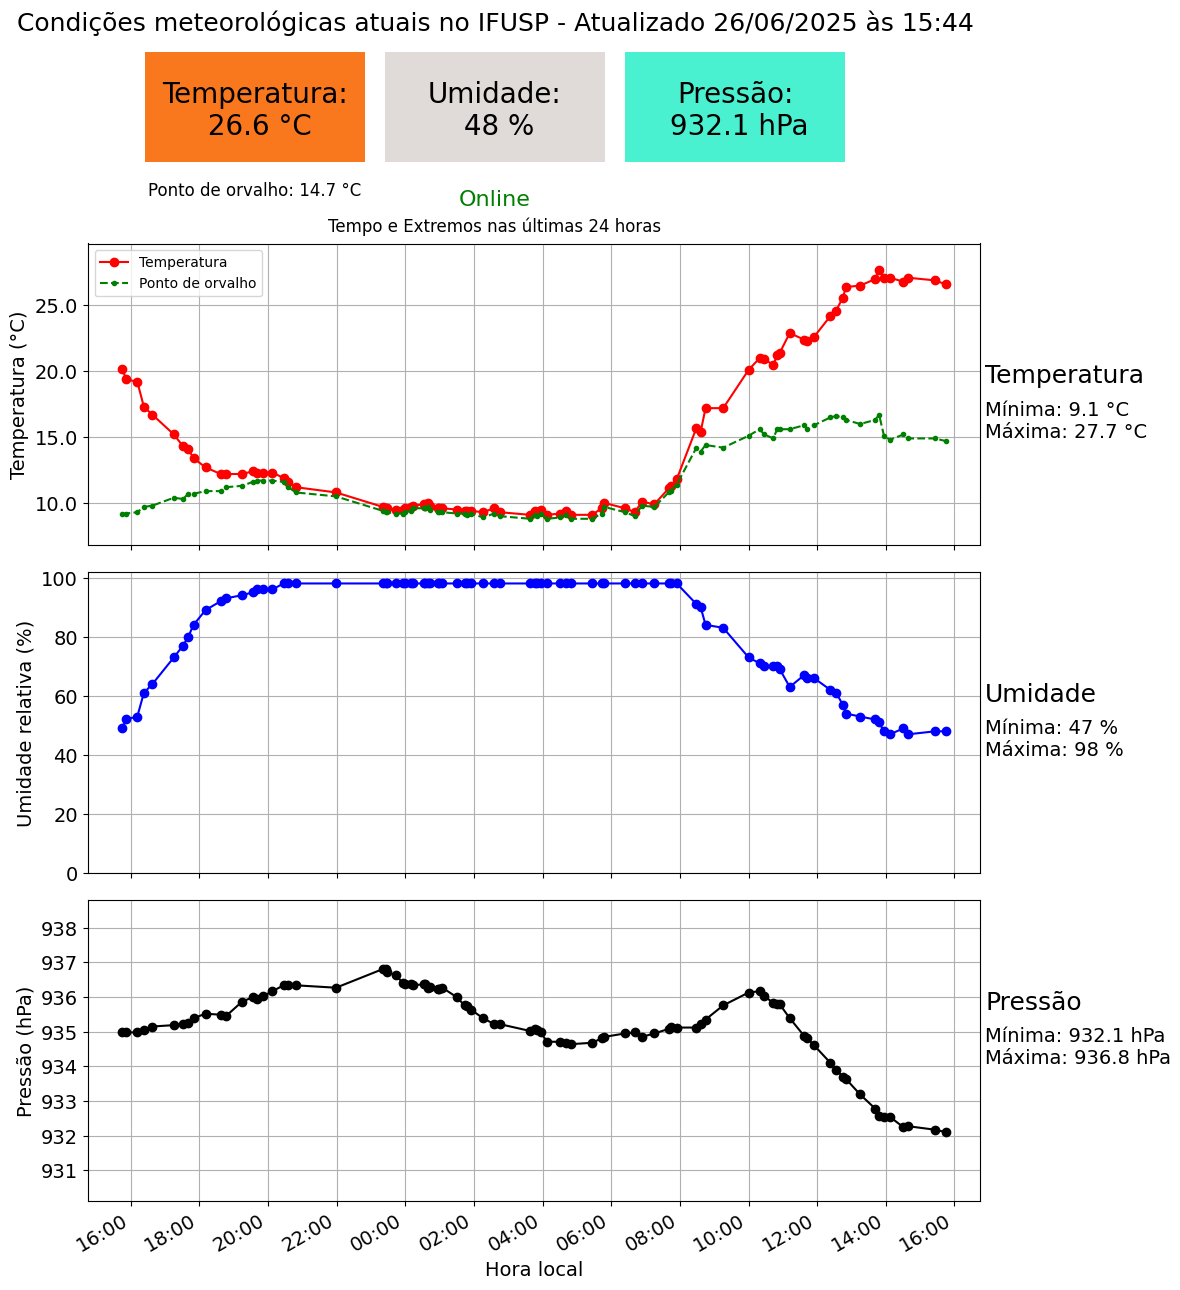 Condições meteorológicas atuais no IFUSP - Atualizado 26/06/2025 às 15:44
Temperatura:
26.6 °C
Umidade:
48 %
Pressão:
932.1 hPa
Ponto de orvalho: 14.7 °C
Online
Tempo e Extremos nas últimas 24 horas
Temperatura
Ponto de orvalho
Temperatura (°C)
25.0
20.0
15.0
10.0
Temperatura
Mínima: 9.1 °C
Máxima: 27.7 °C
Umidade relativa (%)
100
80
60
40
20
0
Umidade
Mínima: 47 %
Máxima: 98 %
Pressão (hPa)
938
937
936
935
934
933
932
931
Pressão
Mínima: 932.1 hPa
Máxima: 936.8 hPa
16:00 18:00 20:00 22:00 00:00 02:00 04:00 06:00 08:00 10:00 12:00 14:00 16:00
Hora local